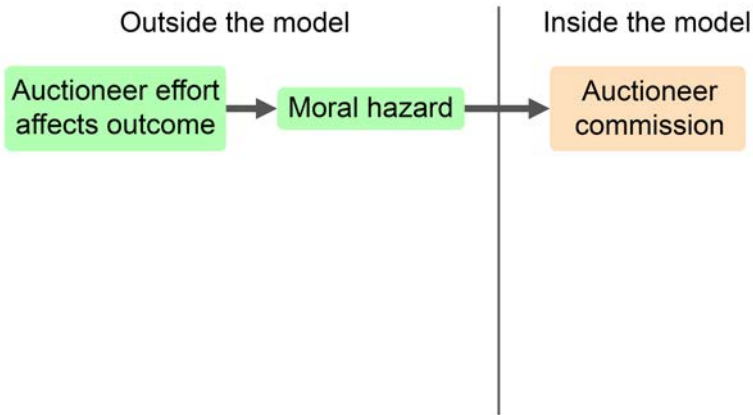 Outside the model
Inside the model
Auctioneer effort
affects outcome
Moral hazard
Auctioneer
commission